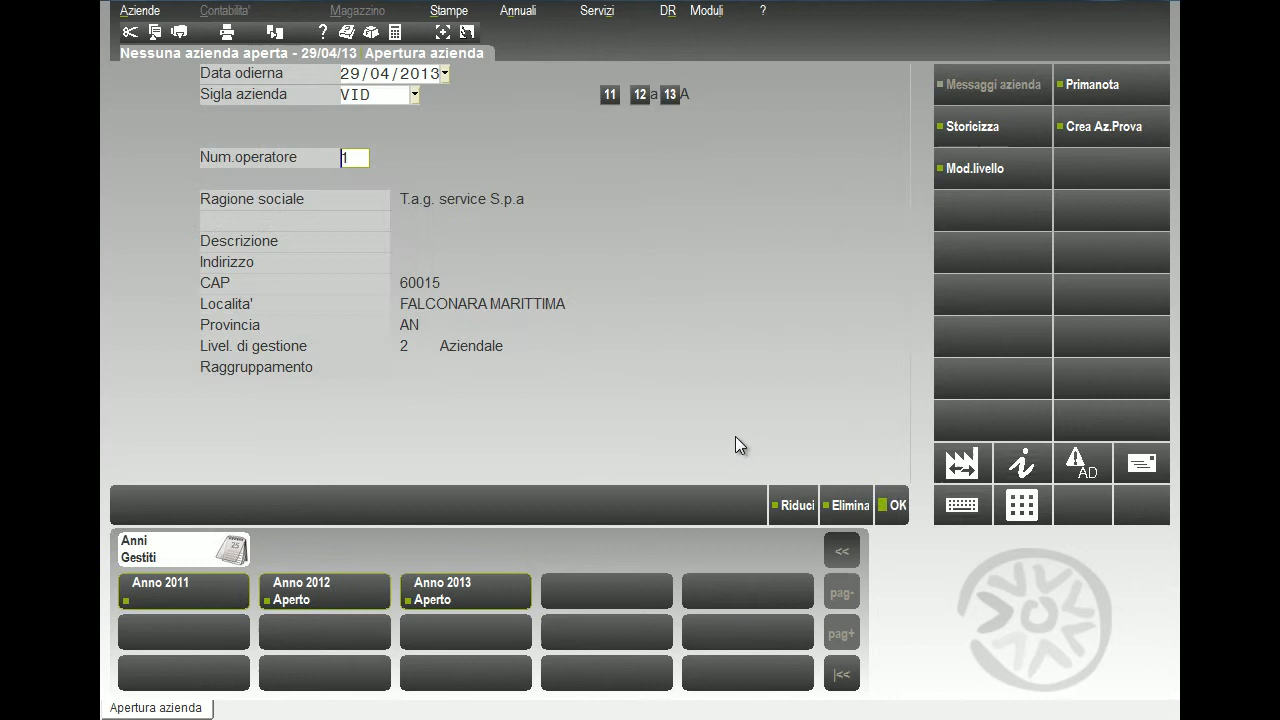 Aziende Contabilita' Magazzino Stampe Annuali Servizi DR Moduli ?
Nessuna azienda aperta - 29/04/13 Apertura azienda
Data odierna 29/04/2013
Sigla azienda VID 11 12 a 13 A
Num.operatore 1
Ragione sociale T.a.g. service S.p.a
Descrizione
Indirizzo
CAP 60015
Localita' FALCONARA MARITTIMA
Provincia AN
Livel. di gestione 2 Aziendale
Raggruppamento
Messaggi azienda Primanota
Storicizza Crea Az.Prova
Mod.livello
AD
Riduci Elimina OK
Anni
Gestiti
25
<<
Anno 2011
Anno 2012
Aperto
Anno 2013
Aperto
pag-
pag+
|<<
Apertura azienda